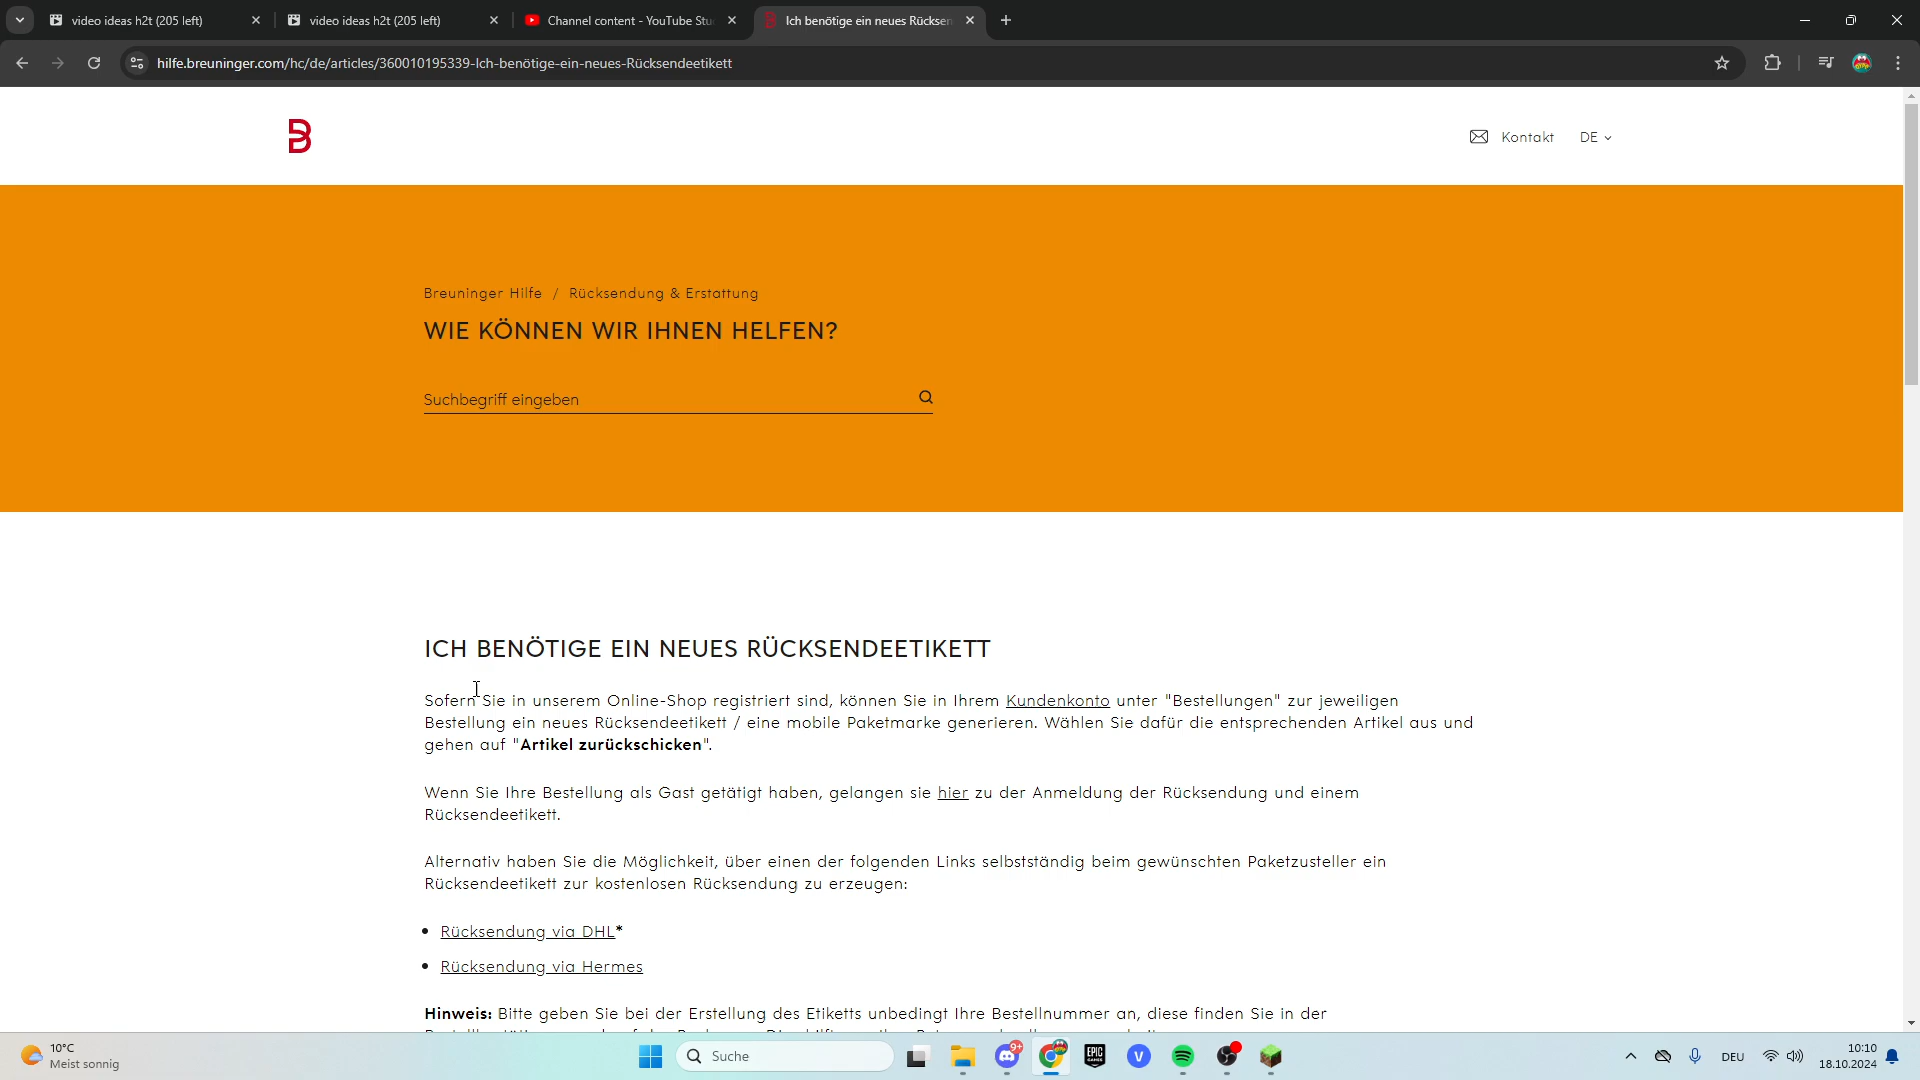 video ideas h2t (205 left)
video ideas h2t (205 left)
Channel content - YouTube Stu
Ich benötige ein neues Rücksen
hilfe.breuninger.com/hc/de/articles/360010195339-Ich-benötige-ein-neues-Rücksendeetikett
B
Kontakt
DE
Breuninger Hilfe / Rücksendung & Erstattung
WIE KÖNNEN WIR IHNEN HELFEN?
Suchbegriff eingeben
ICH BENÖTIGE EIN NEUES RÜCKSENDEETIKETT
Sofern Sie in unserem Online-Shop registriert sind, können Sie in Ihrem Kundenkonto unter "Bestellungen" zur jeweiligen
Bestellung ein neues Rücksendeetikett / eine mobile Paketmarke generieren. Wählen Sie dafür die entsprechenden Artikel aus und
gehen auf "Artikel zurückschicken".
Wenn Sie Ihre Bestellung als Gast getätigt haben, gelangen sie hier zu der Anmeldung der Rücksendung und einem
Rücksendeetikett.
Alternativ haben Sie die Möglichkeit, über einen der folgenden Links selbstständig beim gewünschten Paketzusteller ein
Rücksendeetikett zur kostenlosen Rücksendung zu erzeugen:
• Rücksendung via DHL*
• Rücksendung via Hermes
Hinweis: Bitte geben Sie bei der Erstellung des Etiketts unbedingt Ihre Bestellnummer an, diese finden Sie in der
10°C
Meist sonnig
Suche
9+
EPIC
GAMES
V
DEU
10:10
18.10.2024